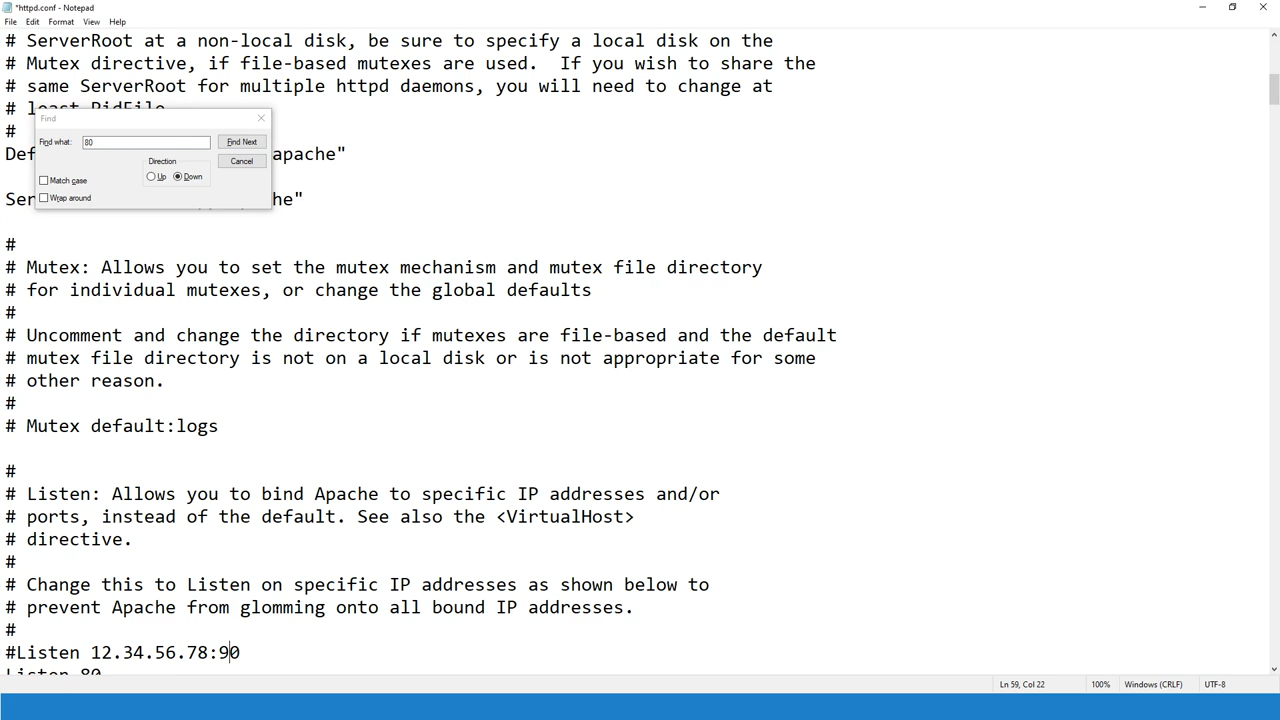 *httpd.conf - Notepad
File Edit Format View Help
# ServerRoot at a non-local disk, be sure to specify a local disk on the
# Mutex directive, if file-based mutexes are used.  If you wish to share the
# same ServerRoot for multiple httpd daemons, you will need to change at
# least PidFile.
Find
#
Find what: 80 Find Next
Def apache"
Direction Cancel
Up Down
Match case
Wrap around
Ser he"
#
# Mutex: Allows you to set the mutex mechanism and mutex file directory
# for individual mutexes, or change the global defaults
#
# Uncomment and change the directory if mutexes are file-based and the default
# mutex file directory is not on a local disk or is not appropriate for some
# other reason.
#
# Mutex default:logs
#
# Listen: Allows you to bind Apache to specific IP addresses and/or
# ports, instead of the default. See also the <VirtualHost>
# directive.
#
# Change this to Listen on specific IP addresses as shown below to
# prevent Apache from glomming onto all bound IP addresses.
#
#Listen 12.34.56.78:90
Listen 80
Ln 59, Col 22 100% Windows (CRLF) UTF-8